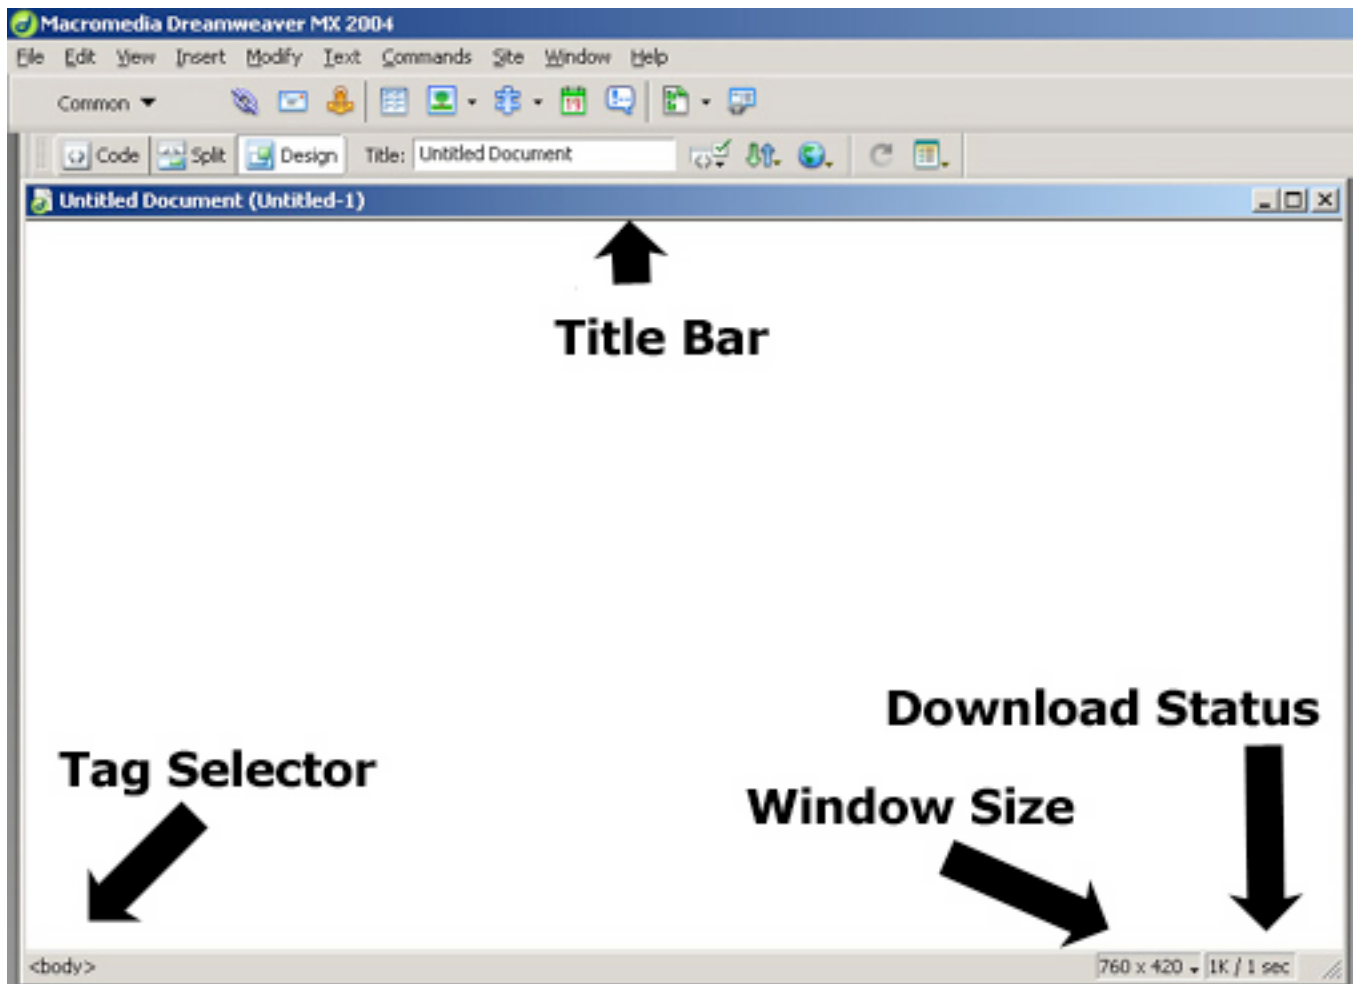 Macromedia Dreamweaver MX 2004
File Edit View Insert Modify Text Commands Site Window Help
Common
Code Split Design Title: Untitled Document
Untitled Document (Untitled-1)
Title Bar
Download Status
Tag Selector
Window Size
<body> 760 x 420 1K / 1 sec